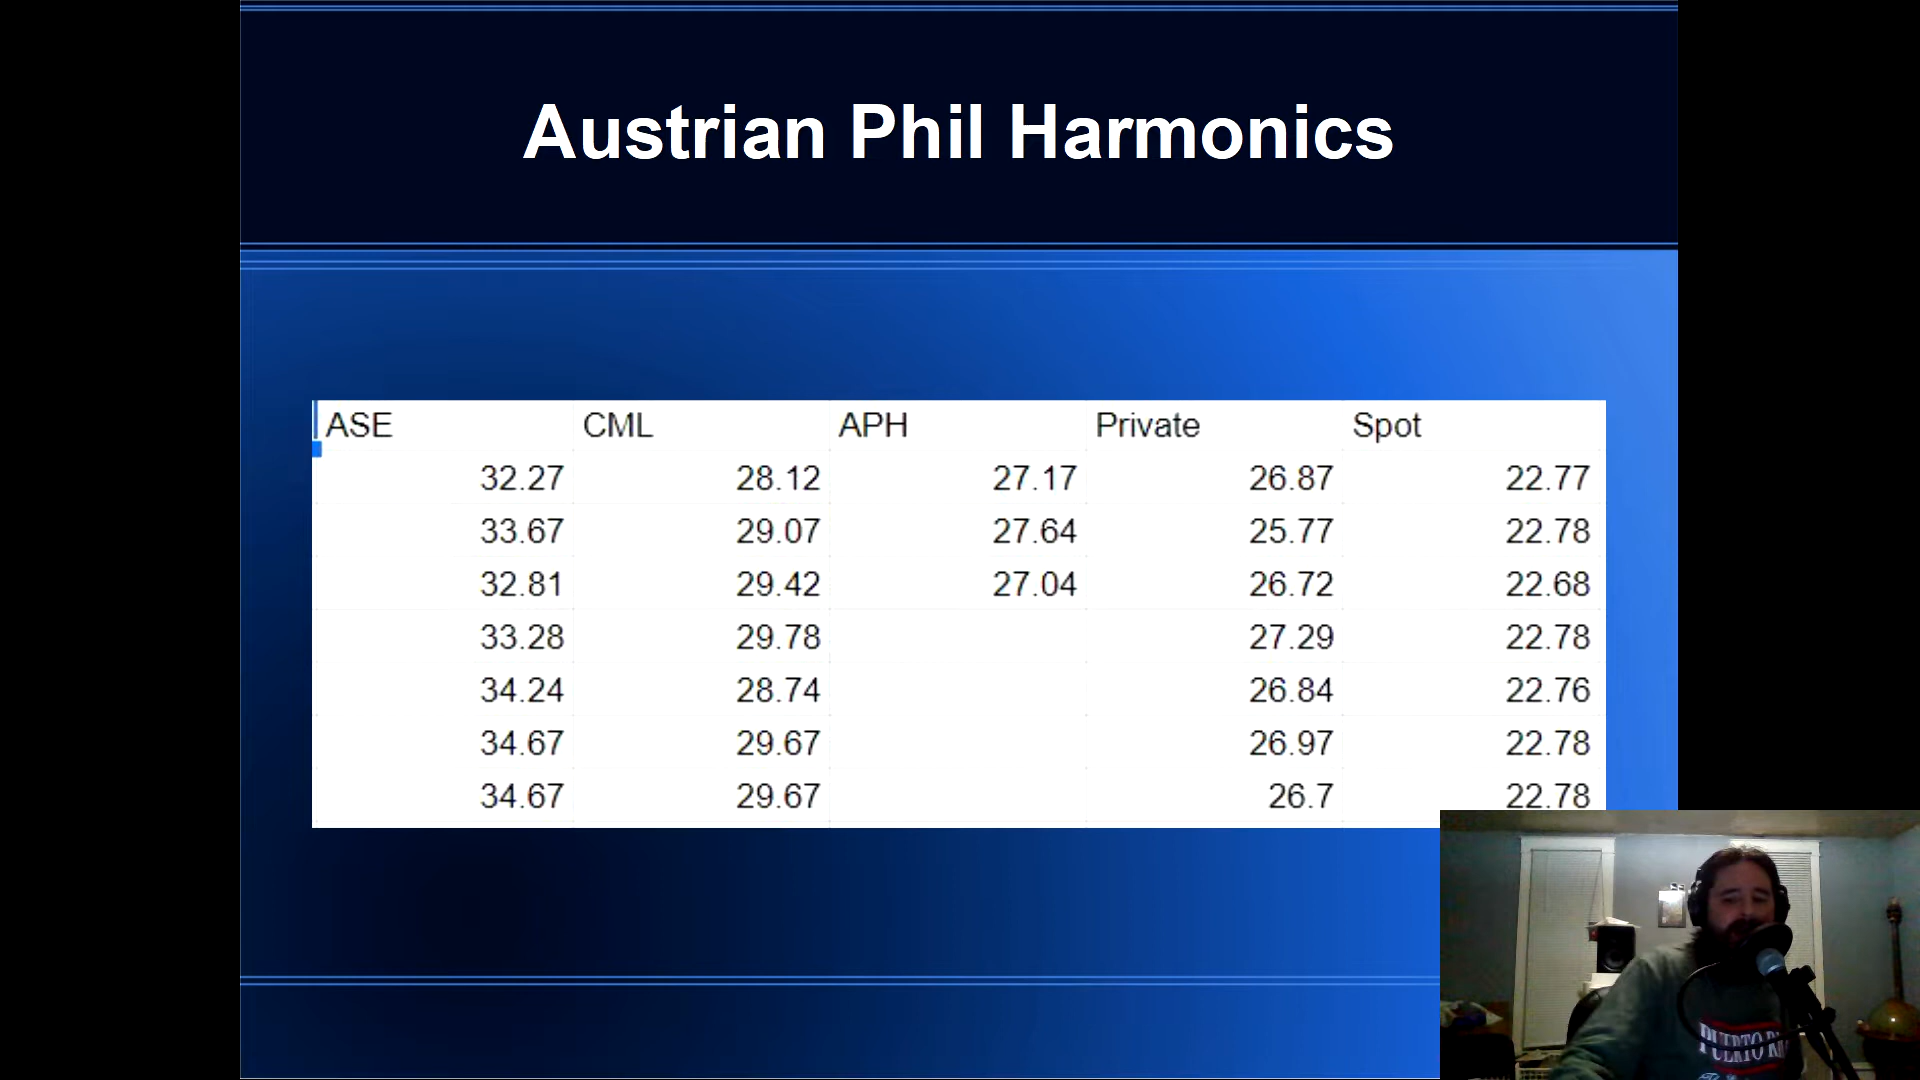 Austrian Phil Harmonics
ASE CML APH Private Spot
32.27 28.12 27.17 26.87 22.77
33.67 29.07 27.64 25.77 22.78
32.81 29.42 27.04 26.72 22.68
33.28 29.78 27.29 22.78
34.24 28.74 26.84 22.76
34.67 29.67 26.97 22.78
34.67 29.67 26.7 22.78
PUERTO